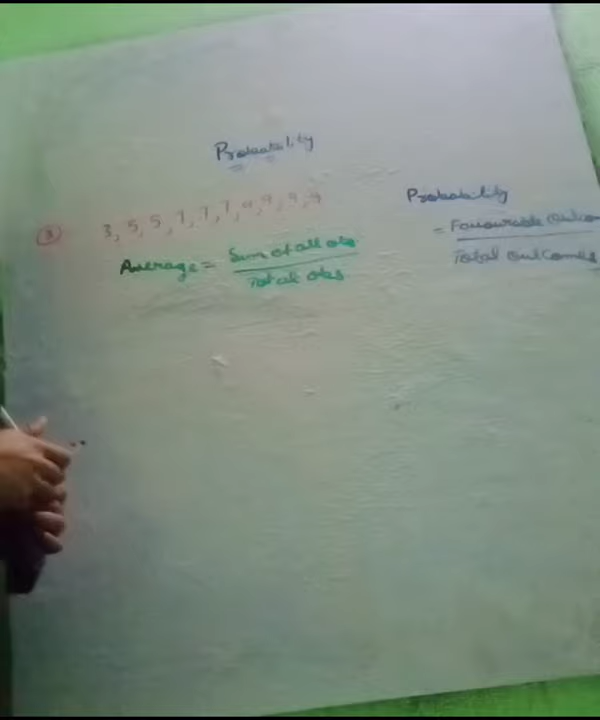 Probability
③ 3, 5, 5, 7, 7, 7, 9, 9, 9, 9
Average = Sum of all obs
Total obs
Probability
= Favourable outcom
Total outcomes